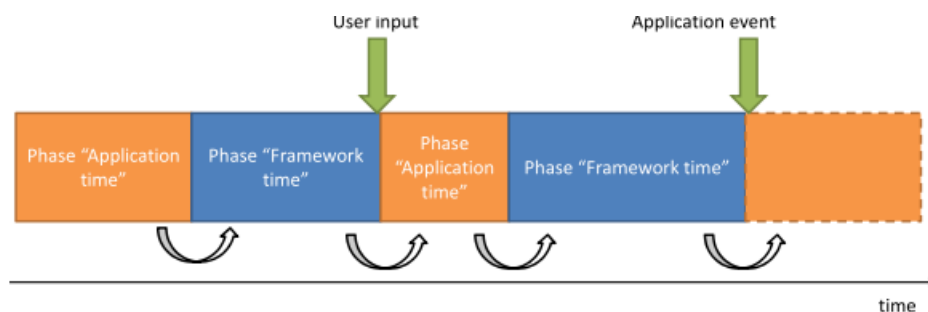 User input
Application event
Phase “Application
time”
Phase “Framework
time”
Phase
“Application
time”
Phase “Framework time”
time